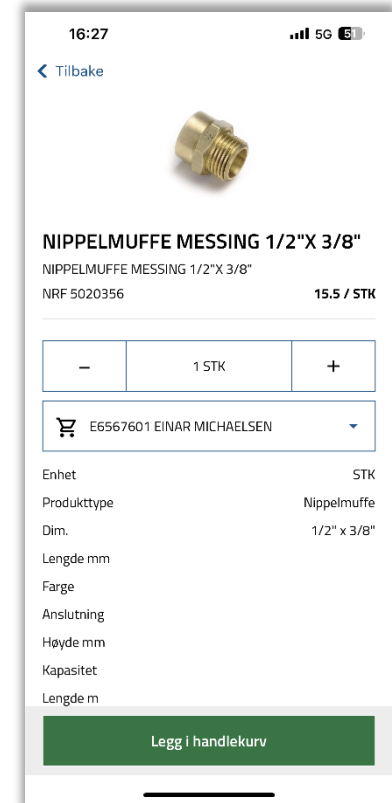 16:27
5G 51
Tilbake
NIPPELMUFFE MESSING 1/2"X 3/8"
NIPPELMUFFE MESSING 1/2"X 3/8"
NRF 5020356 15.5 / STK
– 1 STK +
E6567601 EINAR MICHAELSEN
Enhet STK
Produkttype Nippelmuffe
Dim. 1/2" x 3/8"
Lengde mm
Farge
Anslutning
Høyde mm
Kapasitet
Lengde m
Legg i handlekurv